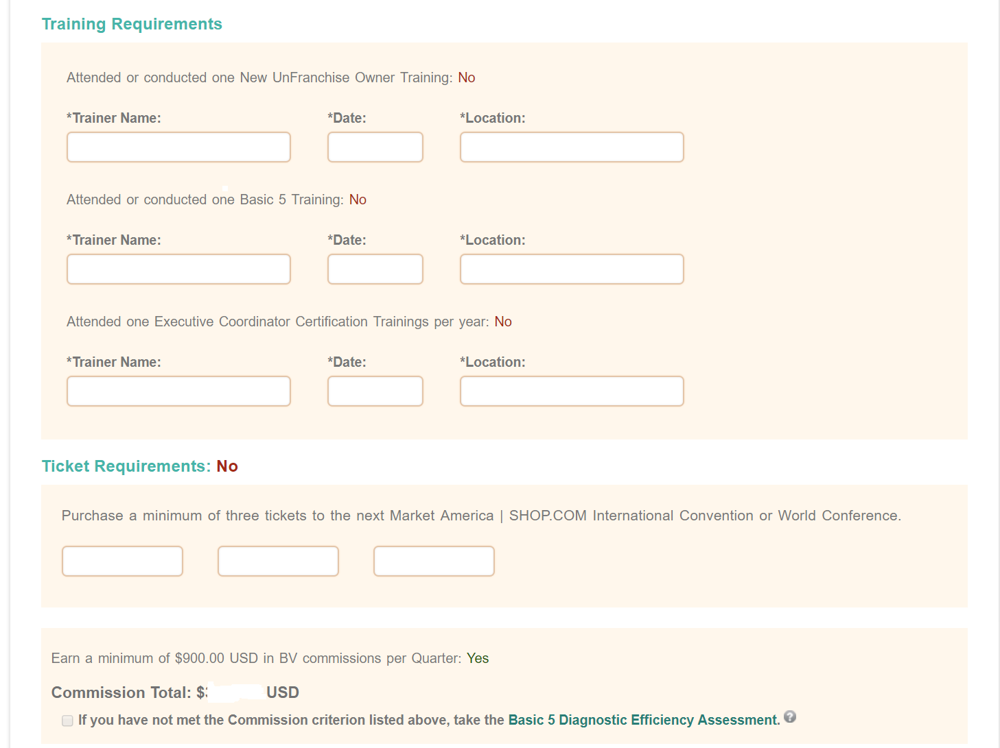 Training Requirements
Attended or conducted one New UnFranchise Owner Training: No
*Trainer Name: *Date: *Location:
Attended or conducted one Basic 5 Training: No
*Trainer Name: *Date: *Location:
Attended one Executive Coordinator Certification Trainings per year: No
*Trainer Name: *Date: *Location:
Ticket Requirements: No
Purchase a minimum of three tickets to the next Market America | SHOP.COM International Convention or World Conference.
Earn a minimum of $900.00 USD in BV commissions per Quarter: Yes
Commission Total: $ USD
If you have not met the Commission criterion listed above, take the Basic 5 Diagnostic Efficiency Assessment. ?